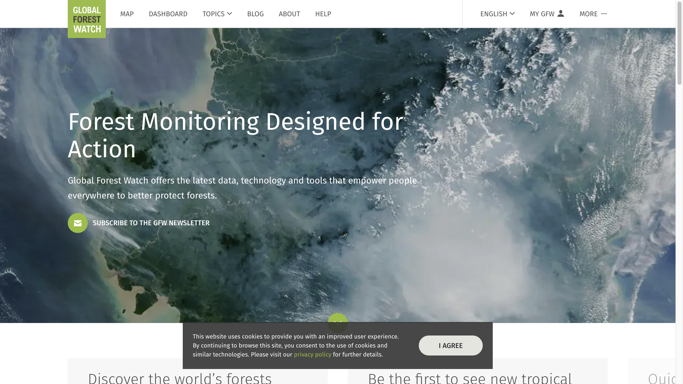 GLOBAL
FOREST
WATCH
MAP DASHBOARD TOPICS BLOG ABOUT HELP ENGLISH MY GFW MORE
Forest Monitoring Designed for
Action
Global Forest Watch offers the latest data, technology and tools that empower people
everywhere to better protect forests.
SUBSCRIBE TO THE GFW NEWSLETTER
This website uses cookies to provide you with an improved user experience.
By continuing to browse this site, you consent to the use of cookies and
similar technologies. Please visit our privacy policy for further details.
I AGREE
Discover the world's forests
Be the first to see new tropical